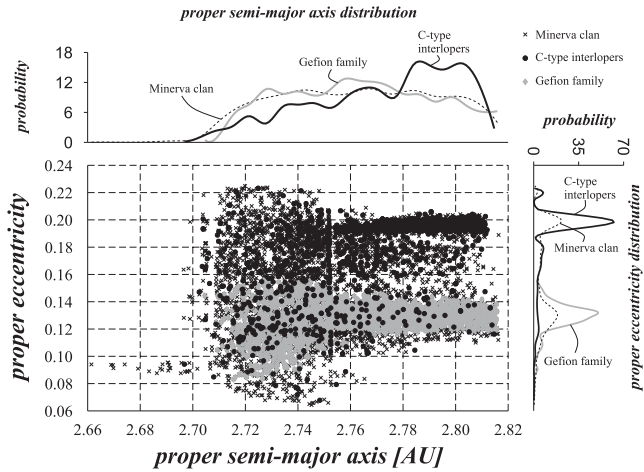 proper semi-major axis distribution
C-type
interlopers
Gefion family
Minerva clan
probability
18
12
6
0
× Minerva clan
● C-type interlopers
◆ Gefion family
probability
0 35 70
C-type
interlopers
Minerva clan
Gefion family
proper eccentricity distribution
proper eccentricity
0.24
0.22
0.20
0.18
0.16
0.14
0.12
0.10
0.08
0.06
2.66 2.68 2.70 2.72 2.74 2.76 2.78 2.80 2.82
proper semi-major axis [AU]